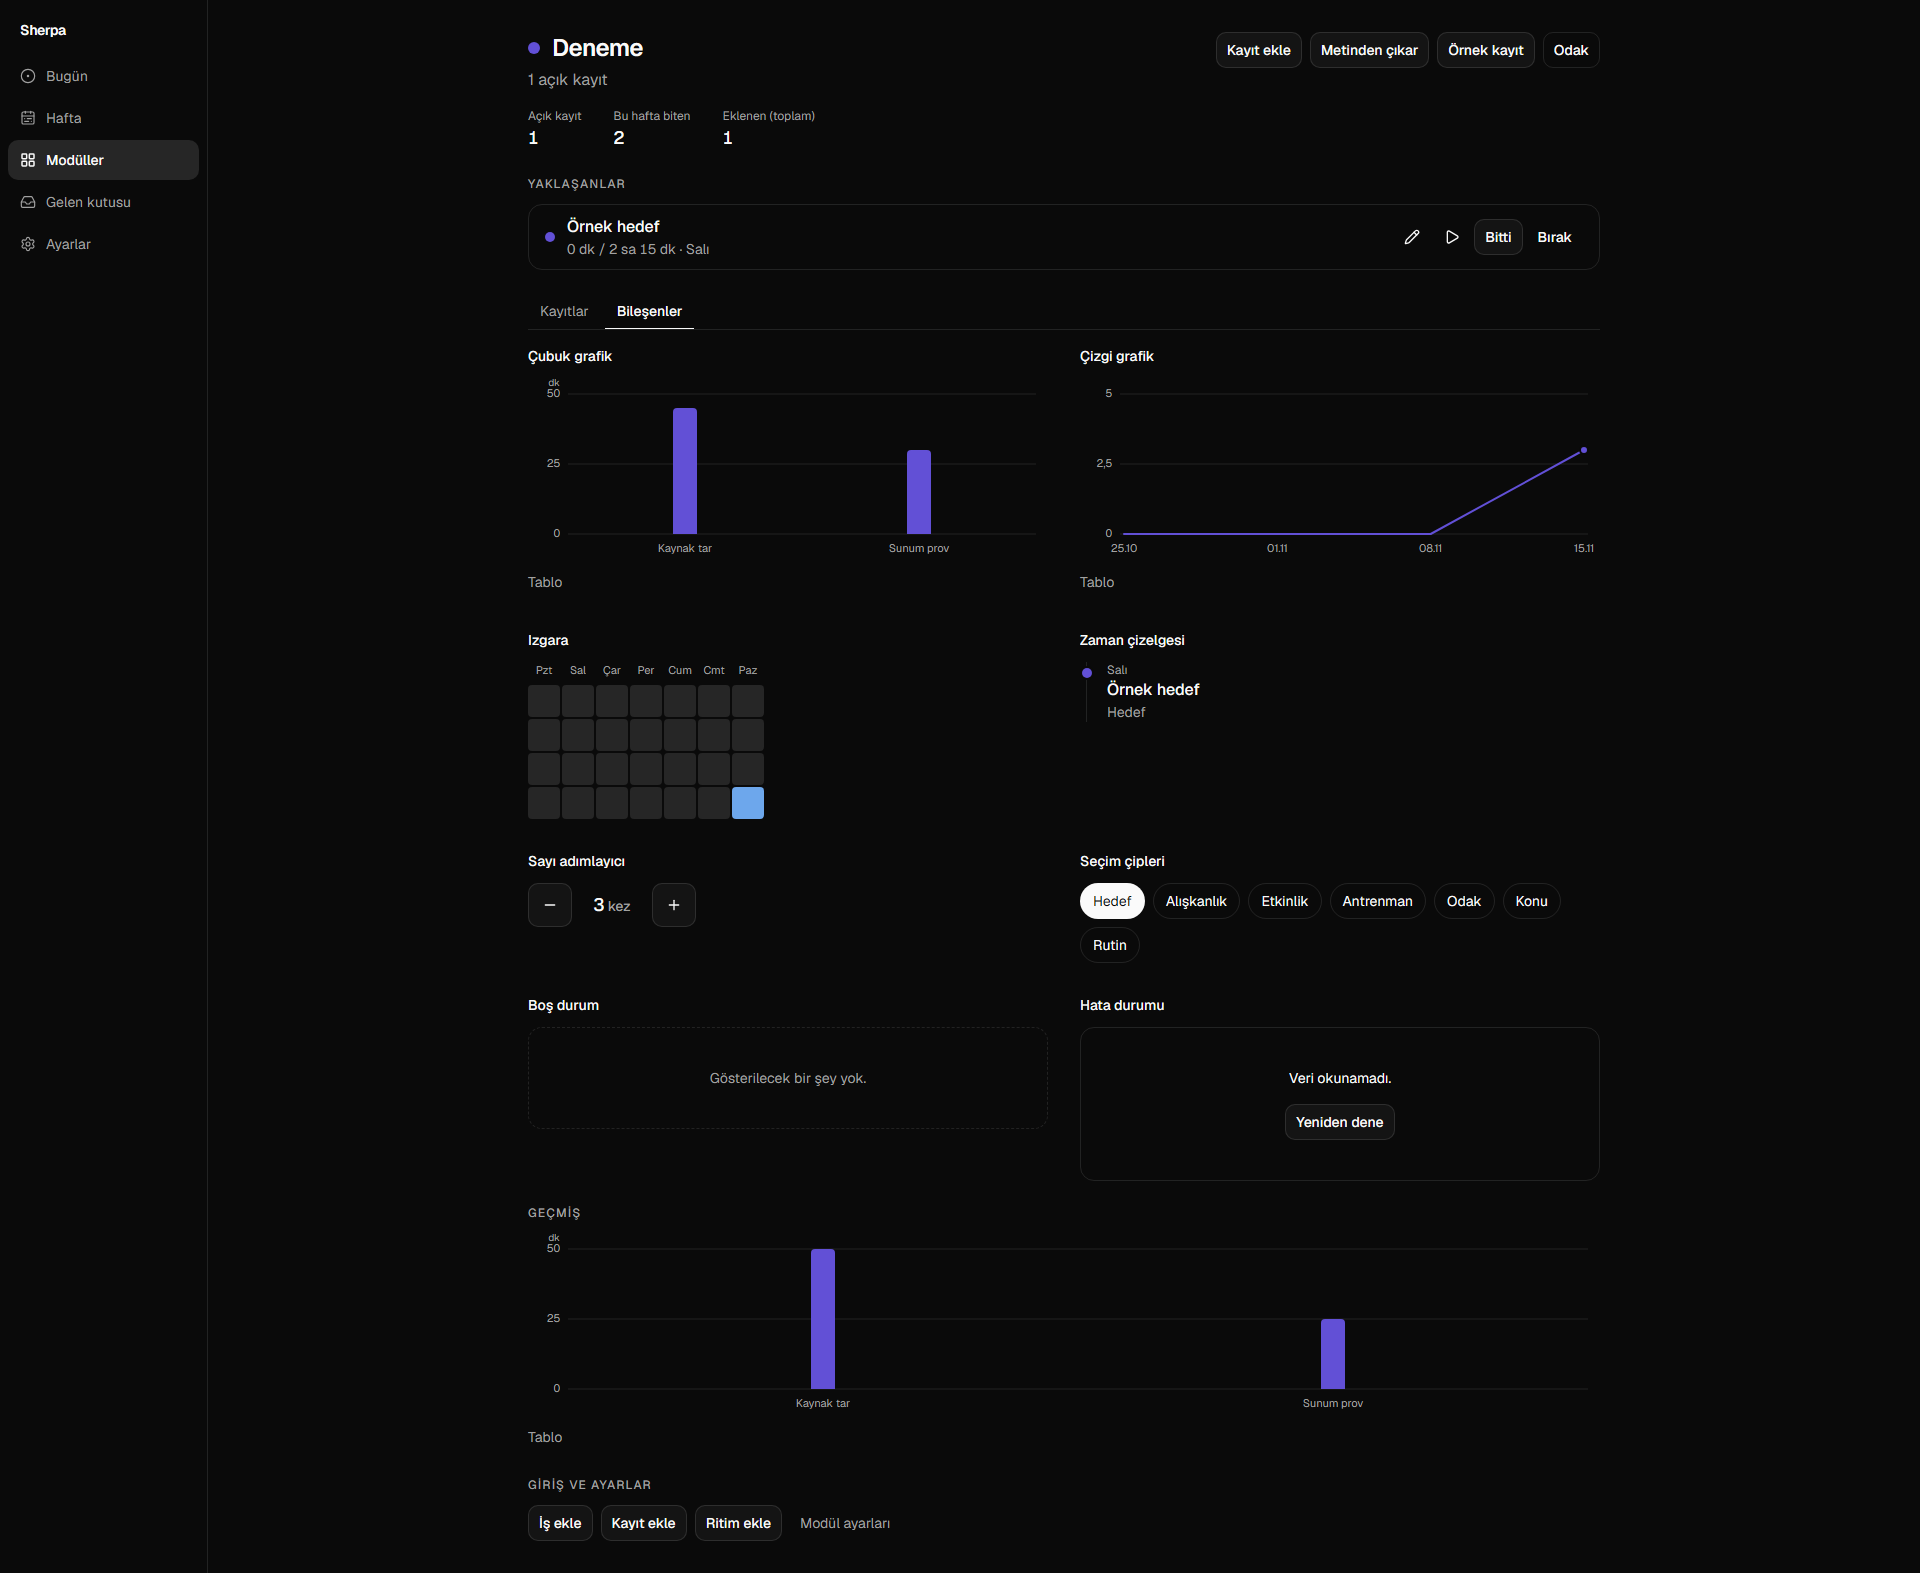 Sherpa
Bugün
Hafta
Modüller
Gelen kutusu
Ayarlar
Deneme
1 açık kayıt
Kayıt ekle
Metinden çıkar
Örnek kayıt
Odak
Açık kayıt
Bu hafta biten
Eklenen (toplam)
1
2
1
YAKLAŞANLAR
Örnek hedef
0 dk / 2 sa 15 dk · Salı
Bitti
Bırak
Kayıtlar
Bileşenler
Çubuk grafik
dk
50
25
0
Kaynak tar
Sunum prov
Tablo
Çizgi grafik
5
2,5
0
25.10
01.11
08.11
15.11
Tablo
Izgara
Pzt Sal Çar Per Cum Cmt Paz
Zaman çizelgesi
Salı
Örnek hedef
Hedef
Sayı adımlayıcı
− 3 kez +
Seçim çipleri
Hedef
Alışkanlık
Etkinlik
Antrenman
Odak
Konu
Rutin
Boş durum
Gösterilecek bir şey yok.
Hata durumu
Veri okunamadı.
Yeniden dene
GEÇMİŞ
dk
50
25
0
Kaynak tar
Sunum prov
Tablo
GİRİŞ VE AYARLAR
İş ekle
Kayıt ekle
Ritim ekle
Modül ayarları